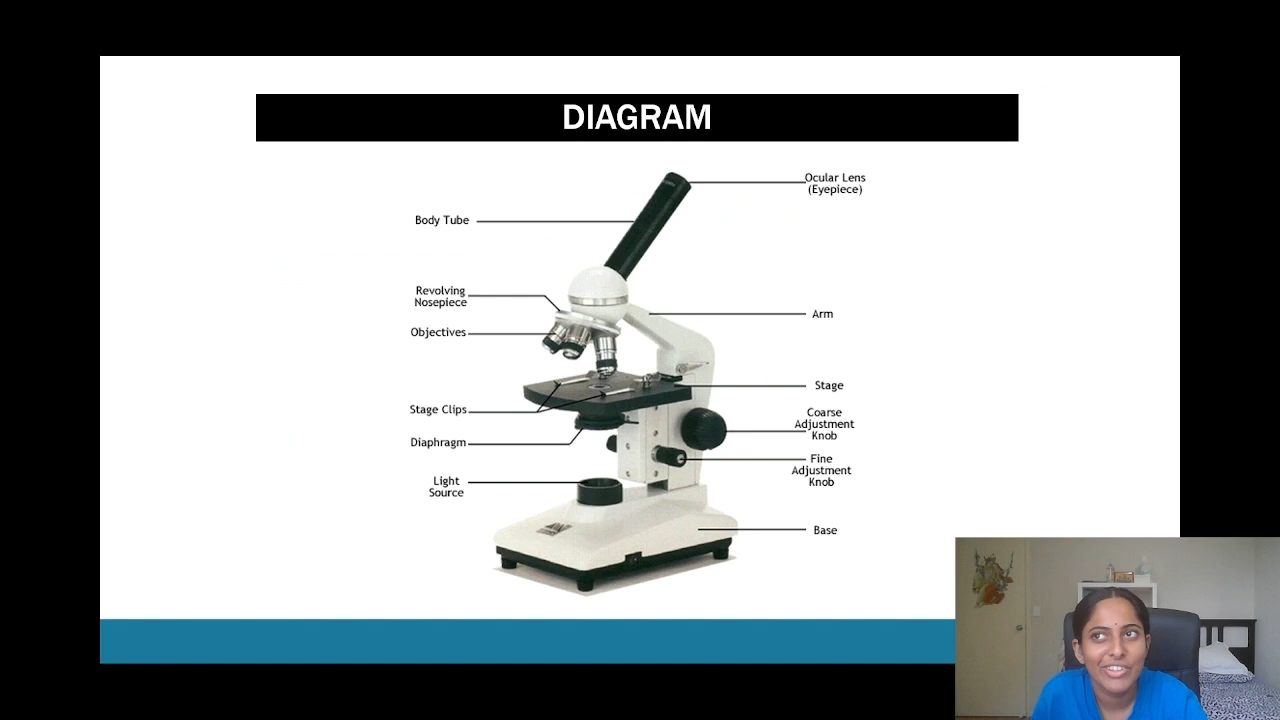 DIAGRAM
Ocular Lens
(Eyepiece)
Body Tube
Revolving
Nosepiece
Objectives
Arm
Stage
Stage Clips
Coarse
Adjustment
Knob
Diaphragm
Fine
Adjustment
Knob
Light
Source
Base